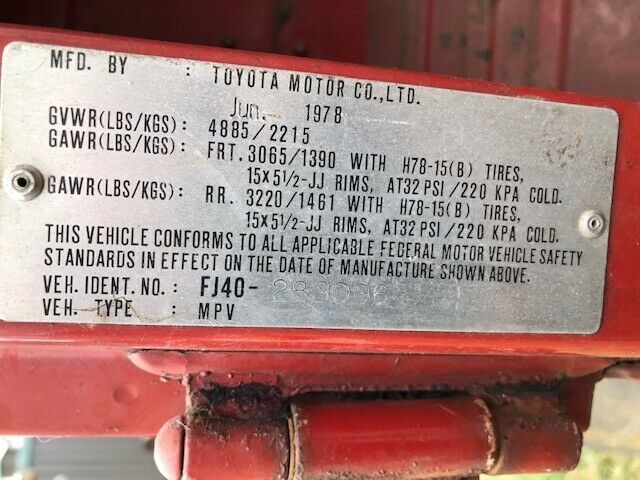 MFD. BY : TOYOTA MOTOR CO.,LTD.
Jun. 1978
GVWR(LBS/KGS): 4885/2215
GAWR(LBS/KGS): FRT. 3065/1390 WITH H78-15(B) TIRES,
15X5 1/2-JJ RIMS, AT32 PSI/220 KPA COLD.
GAWR(LBS/KGS): RR. 3220/1461 WITH H78-15(B) TIRES,
15X5 1/2-JJ RIMS, AT32 PSI/220 KPA COLD.
THIS VEHICLE CONFORMS TO ALL APPLICABLE FEDERAL MOTOR VEHICLE SAFETY
STANDARDS IN EFFECT ON THE DATE OF MANUFACTURE SHOWN ABOVE.
VEH. IDENT. NO. : FJ40-
VEH. TYPE : MPV